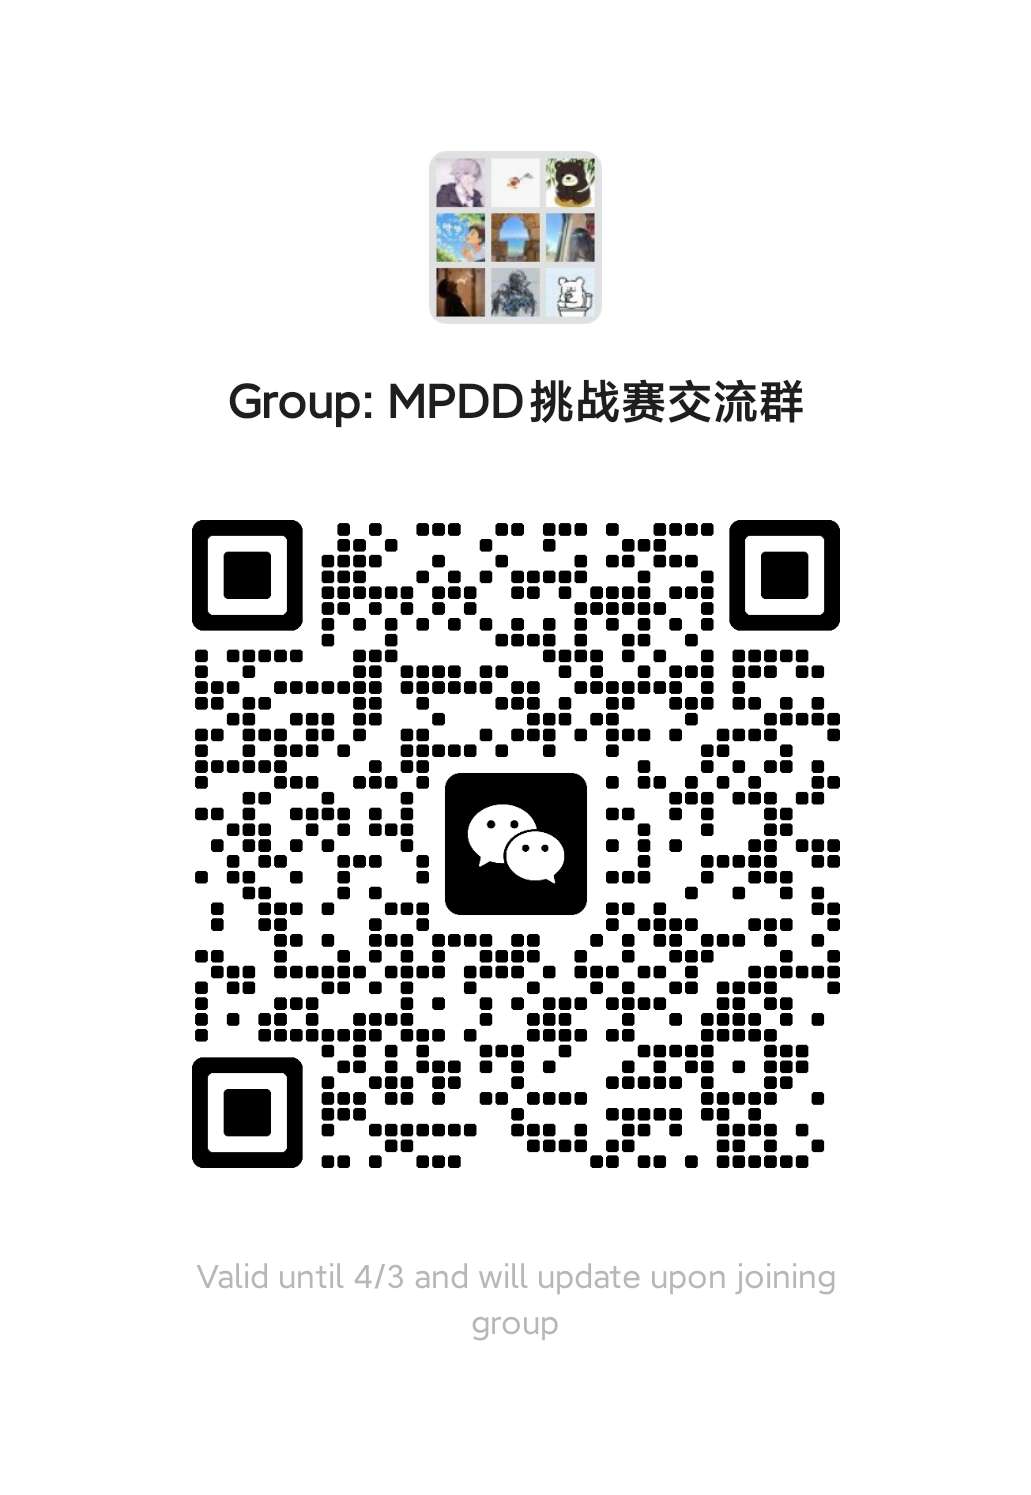 Group: MPDD挑战赛交流群
Valid until 4/3 and will update upon joining
group